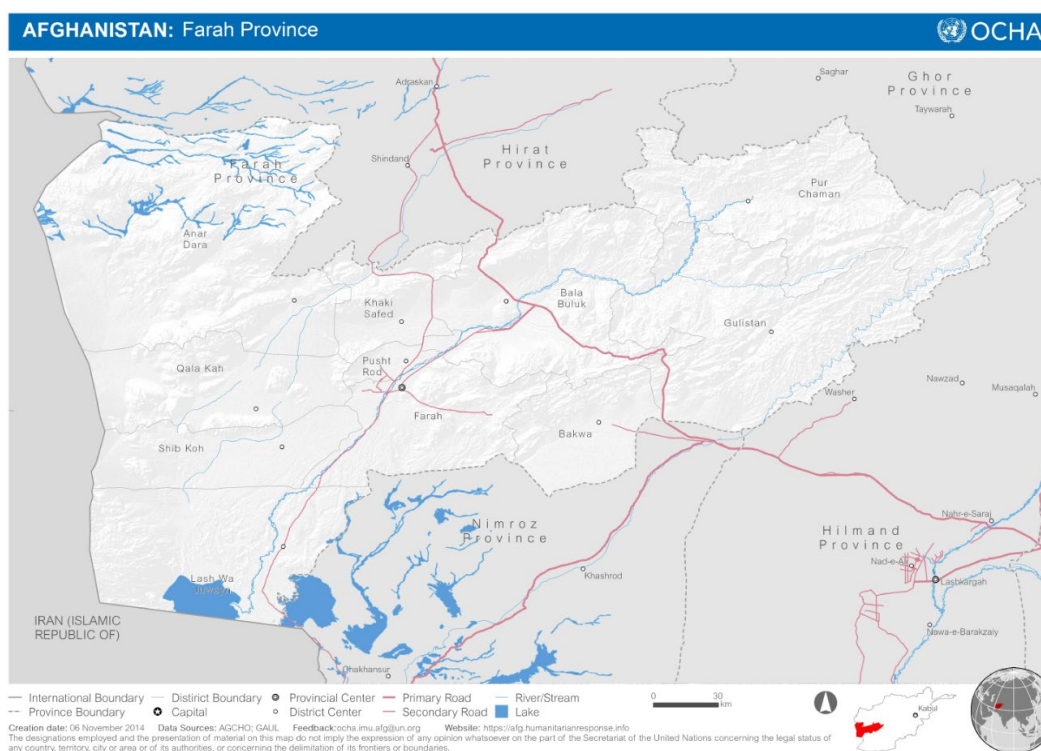 AFGHANISTAN: Farah Province
OCHA
Saghar
Ghor
Province
Taywarah
Adraskan
Hirat
Province
Shindand
Farah
Province
Pur
Chaman
Anar
Dara
Bala
Buluk
Khaki
Safed
Gulistan
Pusht
Rod
Qala Kah
Nawzad
Musaqalah
Washer
Farah
Bakwa
Shib Koh
Nimroz
Province
Nahr-e-Saraj
Hilmand
Province
Nad-e-Ali
Khashrod
Lashkargah
Lash Wa
Juwayn
IRAN (ISLAMIC
REPUBLIC OF)
Nawa-e-Barakzaiy
Chakhansur
International Boundary District Boundary Provincial Center Primary Road River/Stream
Province Boundary Capital District Center Secondary Road Lake
0 30
km
Kabul
Creation date: 06 November 2014 Data Sources: AGCHO; GAUL Feedback:ocha.imu.afg@un.org Website: https://afg.humanitarianresponse.info
The designations employed and the presentation of material on this map do not imply the expression of any opinion whatsoever on the part of the Secretariat of the United Nations concerning the legal status of
any country, territory, city or area or of its authorities, or concerning the delimitation of its frontiers or boundaries.